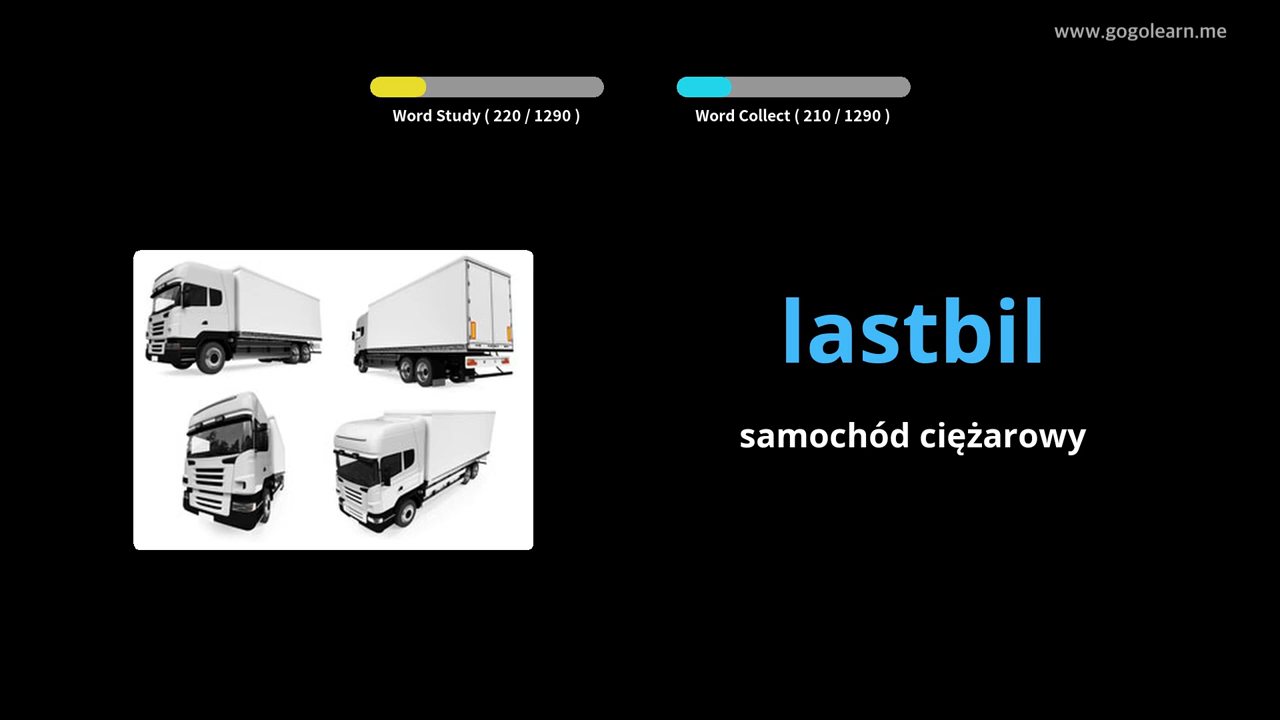 www.gogolearn.me
Word Study ( 220 / 1290 )
Word Collect ( 210 / 1290 )
lastbil
samochód ciężarowy